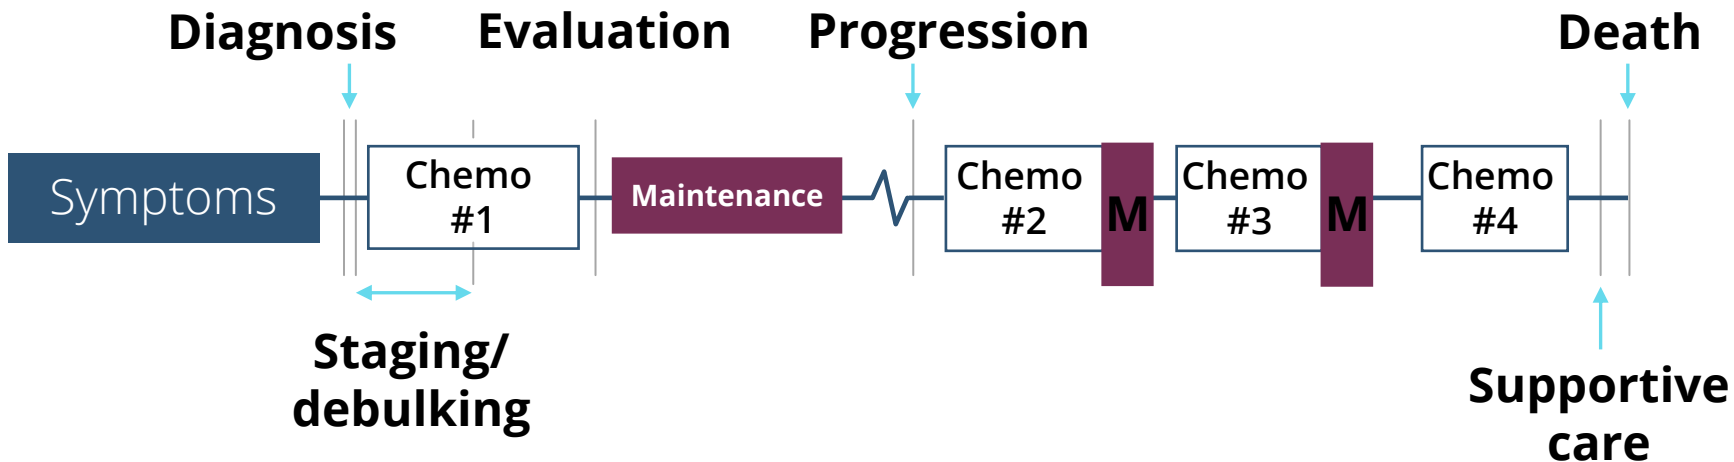 Diagnosis
Evaluation
Progression
Death
Symptoms
Chemo
#1
Maintenance
Chemo
#2
M
Chemo
#3
M
Chemo
#4
Staging/
debulking
Supportive
care